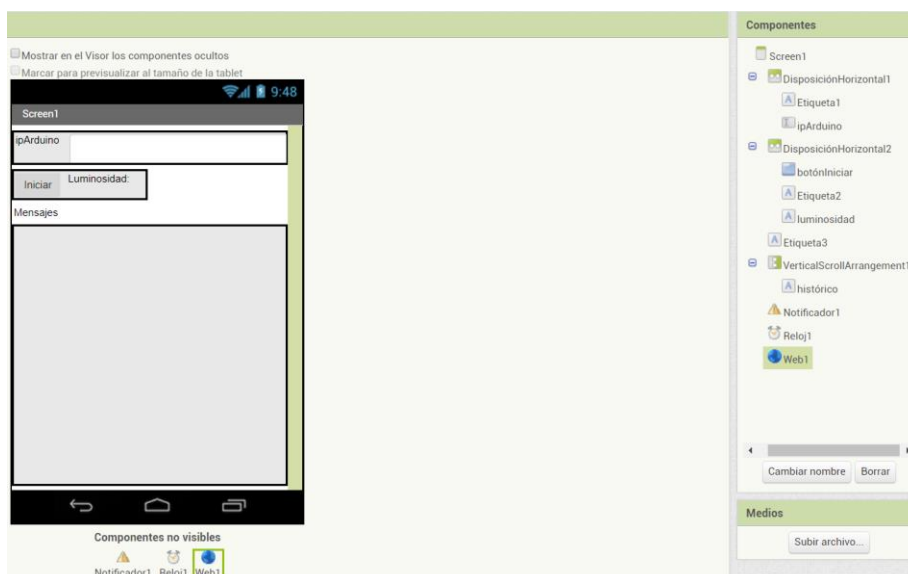 Mostrar en el Visor los componentes ocultos
Marcar para previsualizar al tamaño de la tablet
9:48
Screen1
ipArduino
Iniciar
Luminosidad:
Mensajes
Componentes no visibles
Notificador1 Reloj1 Web1
Componentes
Screen1
DisposiciónHorizontal1
Etiqueta1
ipArduino
DisposiciónHorizontal2
botónIniciar
Etiqueta2
luminosidad
Etiqueta3
VerticalScrollArrangement1
histórico
Notificador1
Reloj1
Web1
Cambiar nombre Borrar
Medios
Subir archivo...